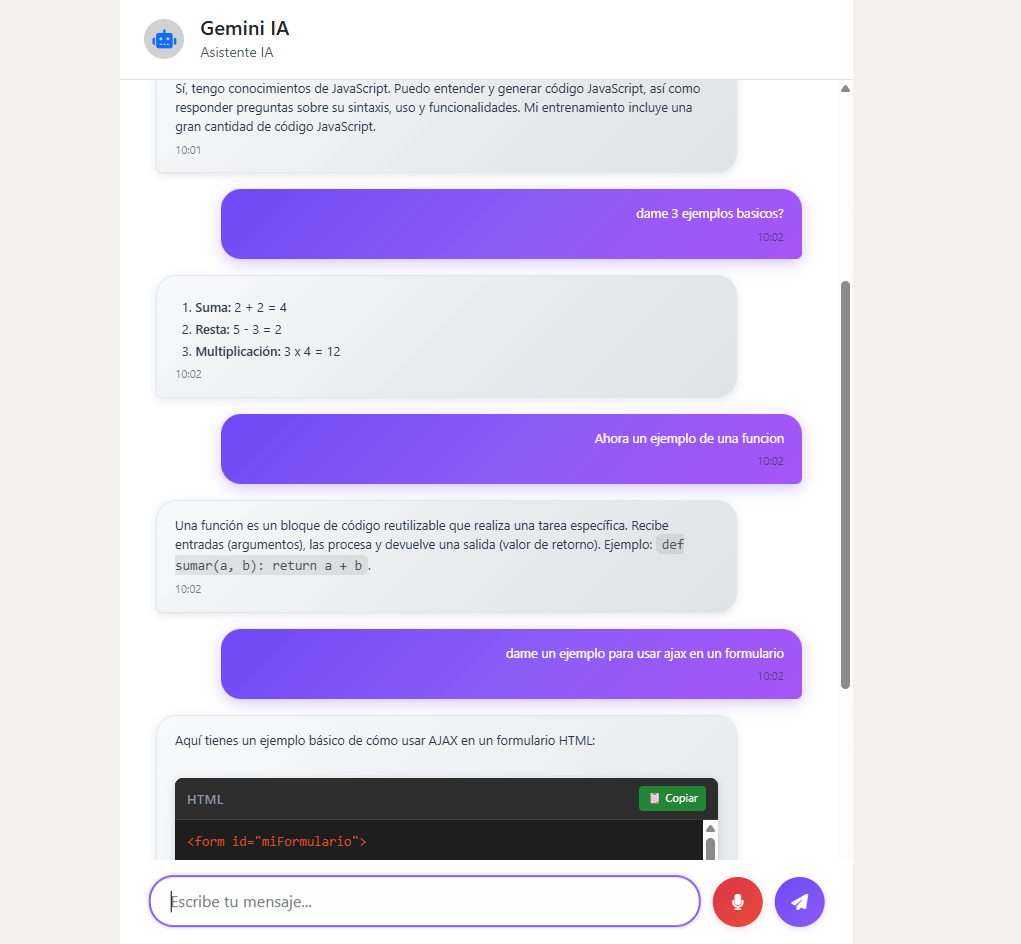 Gemini IA
Asistente IA
Sí, tengo conocimientos de JavaScript. Puedo entender y generar código JavaScript, así como
responder preguntas sobre su sintaxis, uso y funcionalidades. Mi entrenamiento incluye una
gran cantidad de código JavaScript.
10:01
dame 3 ejemplos basicos?
10:02
1. Suma: 2 + 2 = 4
2. Resta: 5 - 3 = 2
3. Multiplicación: 3 x 4 = 12
10:02
Ahora un ejemplo de una funcion
10:02
Una función es un bloque de código reutilizable que realiza una tarea específica. Recibe
entradas (argumentos), las procesa y devuelve una salida (valor de retorno). Ejemplo: def
sumar(a, b): return a + b.
10:02
dame un ejemplo para usar ajax en un formulario
10:02
Aquí tienes un ejemplo básico de cómo usar AJAX en un formulario HTML:
HTML
Copiar
<form id="miFormulario">
Escribe tu mensaje...